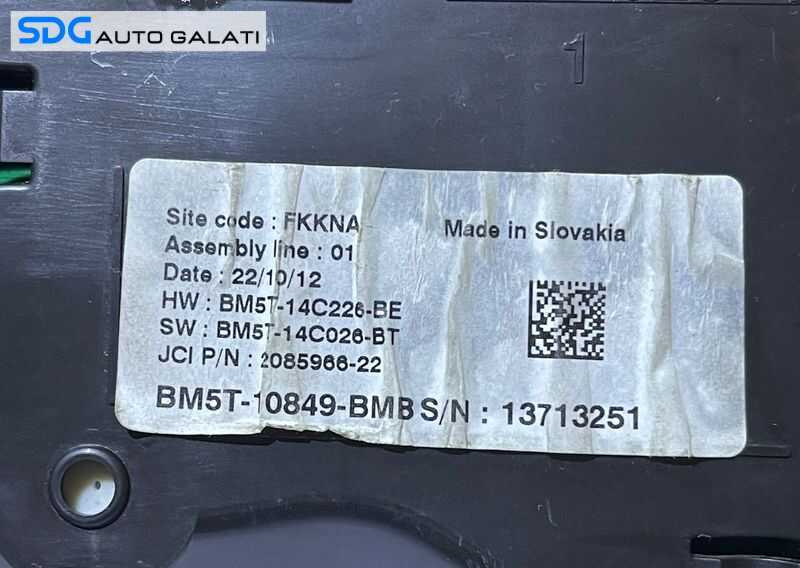 SDG AUTO GALATI
1
Site code : FKKNA
Made in Slovakia
Assembly line : 01
Date : 22/10/12
HW : BM5T-14C226-BE
SW : BM5T-14C026-BT
JCI P/N : 2085966-22
BM5T-10849-BMB S/N : 13713251